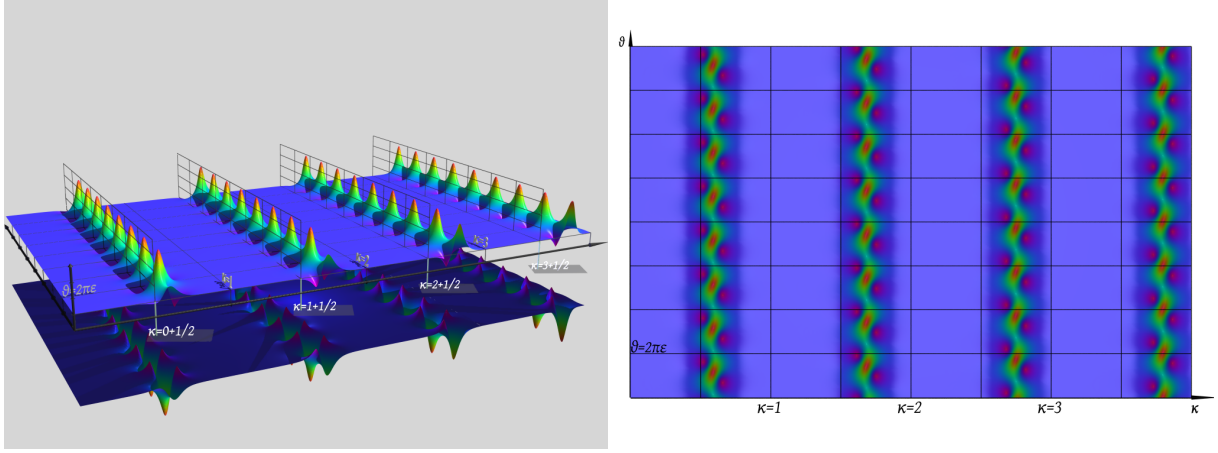 ϑ=2πε
κ=0+1/2
κ=1+1/2
κ=2+1/2
κ=3+1/2
ϑ
ϑ=2πε
κ=1
κ=2
κ=3
κ